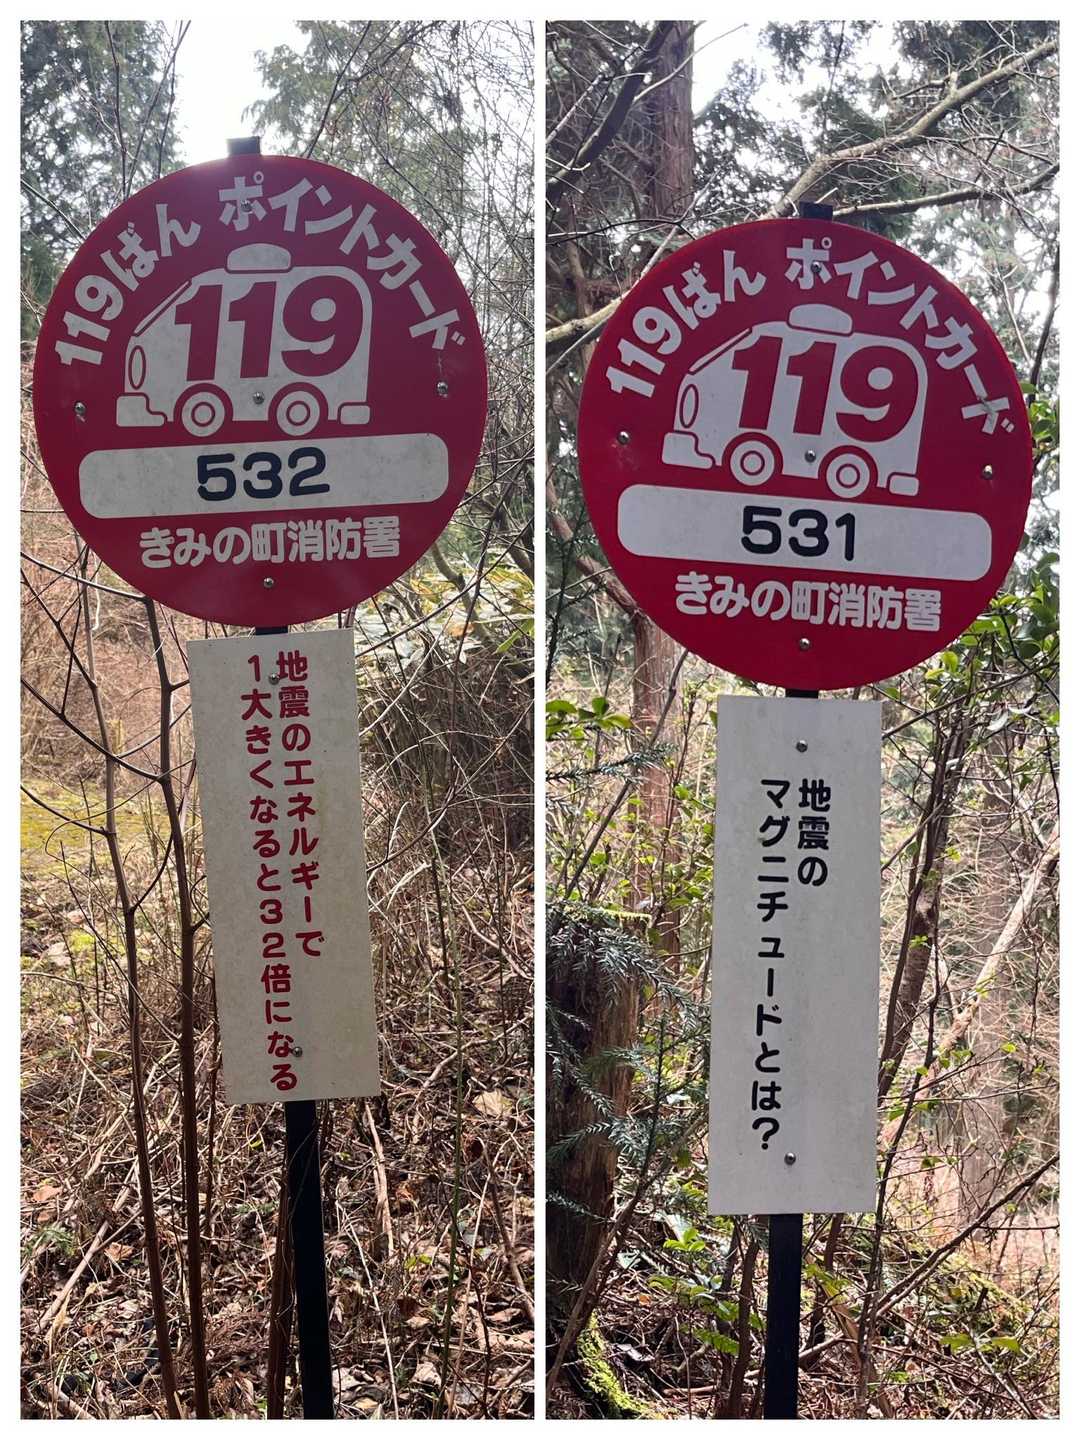 119ばん ポイントカード
119
532
きみの町消防署
地震のエネルギーで
1大きくなると32倍になる
119ばん ポイントカード
119
531
きみの町消防署
地震の
マグニチュードとは?